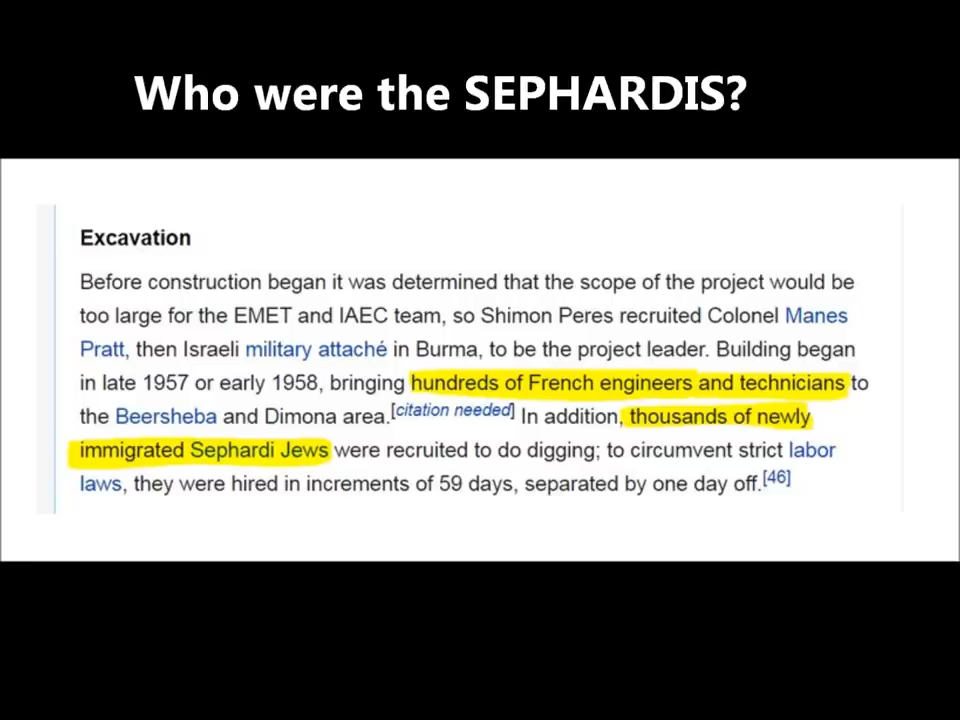 Who were the SEPHARDIS?
Excavation
Before construction began it was determined that the scope of the project would be
too large for the EMET and IAEC team, so Shimon Peres recruited Colonel Manes
Pratt, then Israeli military attaché in Burma, to be the project leader. Building began
in late 1957 or early 1958, bringing hundreds of French engineers and technicians to
the Beersheba and Dimona area.[citation needed] In addition, thousands of newly
immigrated Sephardi Jews were recruited to do digging; to circumvent strict labor
laws, they were hired in increments of 59 days, separated by one day off.[46]